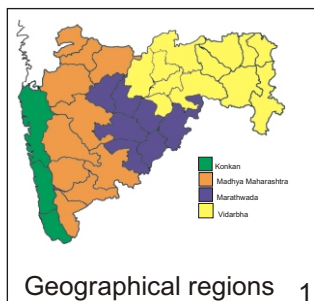 Konkan
Madhya Maharashtra
Marathwada
Vidarbha
Geographical regions 1